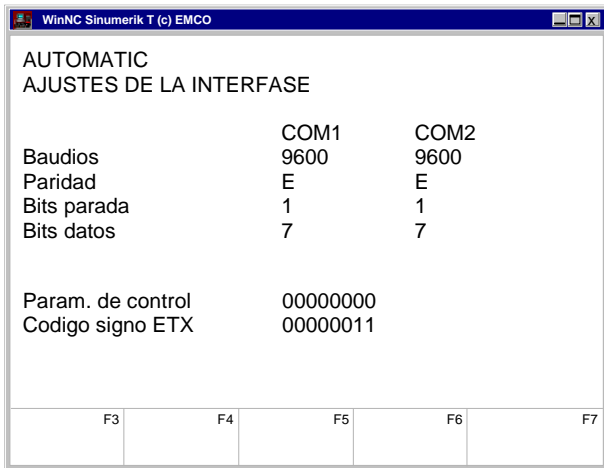 WinNC Sinumerik T (c) EMCO
AUTOMATIC
AJUSTES DE LA INTERFASE
COM1 COM2
Baudios 9600 9600
Paridad E E
Bits parada 1 1
Bits datos 7 7
Param. de control 00000000
Codigo signo ETX 00000011
F3 F4 F5 F6 F7